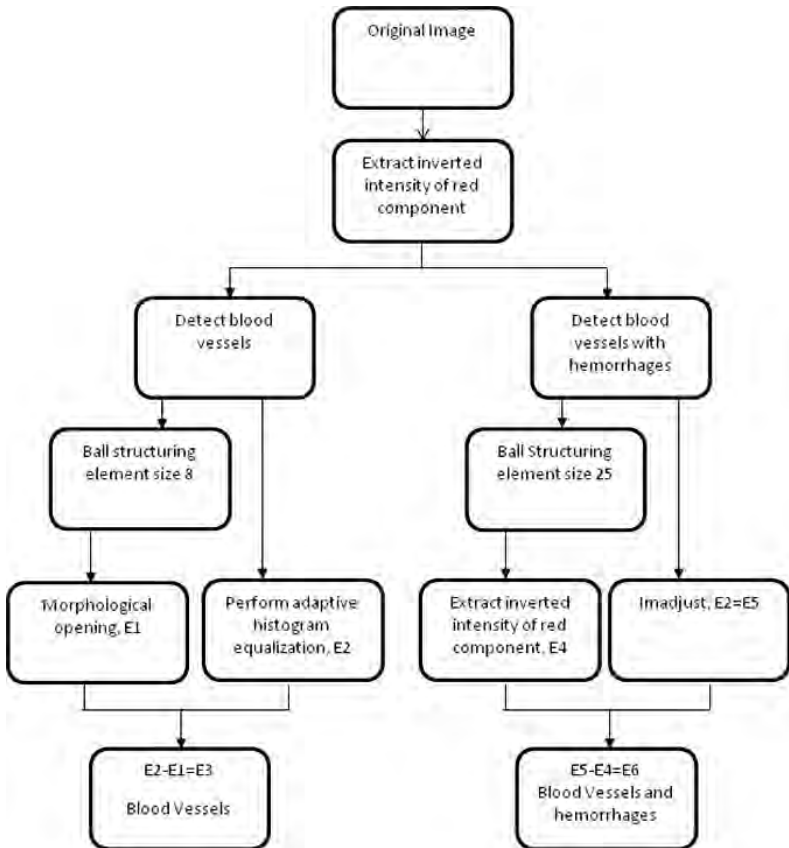 Original Image
Extract inverted
intensity of red
component
Detect blood
vessels
Detect blood
vessels with
hemorrhages
Ball structuring
element size 8
Ball Structuring
element size 25
Morphological
opening, E1
Perform adaptive
histogram
equalization, E2
Extract inverted
intensity of red
component, E4
Imadjust, E2=E5
E2-E1=E3
Blood Vessels
E5-E4=E6
Blood Vessels and
hemorrhages